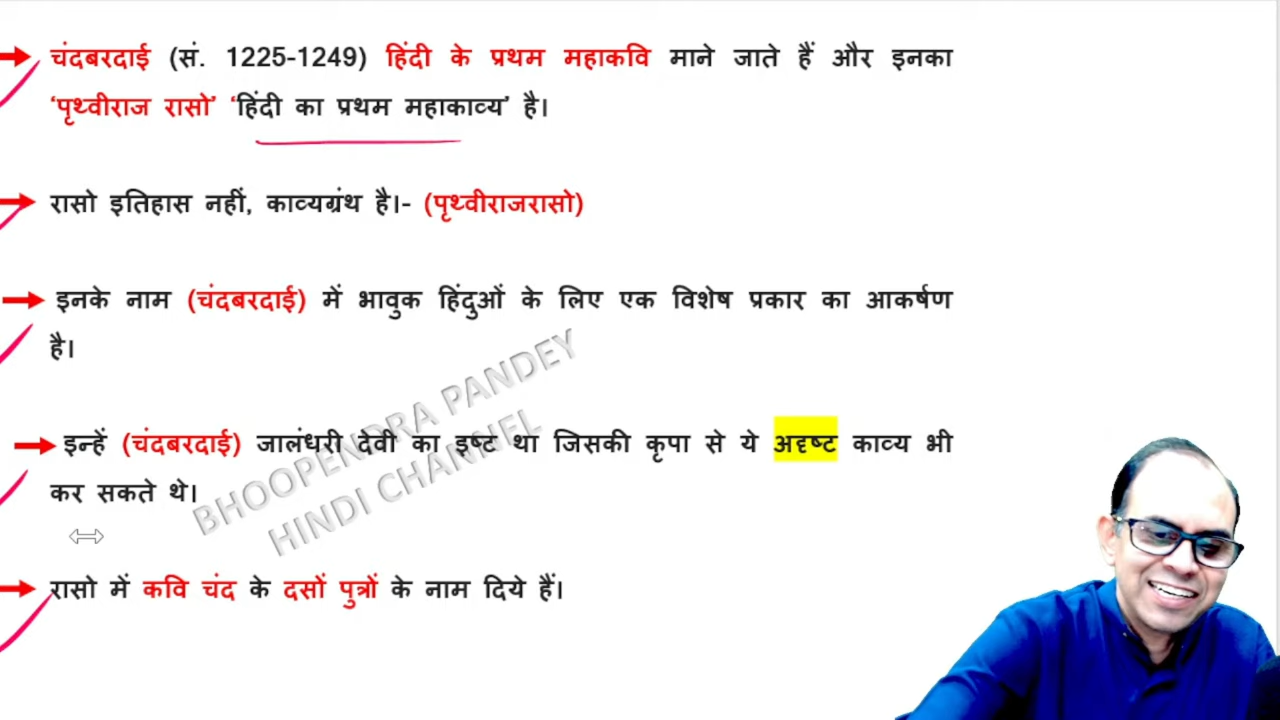 चंदबरदाई (सं. 1225-1249) हिंदी के प्रथम महाकवि माने जाते हैं और इनका
‘पृथ्वीराज रासो’ ‘हिंदी का प्रथम महाकाव्य’ है।
रासो इतिहास नहीं, काव्यग्रंथ है।- (पृथ्वीराजरासो)
इनके नाम (चंदबरदाई) में भावुक हिंदुओं के लिए एक विशेष प्रकार का आकर्षण
है।
इन्हें (चंदबरदाई) जालंधरी देवी का इष्ट था जिसकी कृपा से ये अदृष्ट काव्य भी
कर सकते थे।
रासो में कवि चंद के दसों पुत्रों के नाम दिये हैं।
BHOOPENDRA PANDEY
HINDI CHANNEL